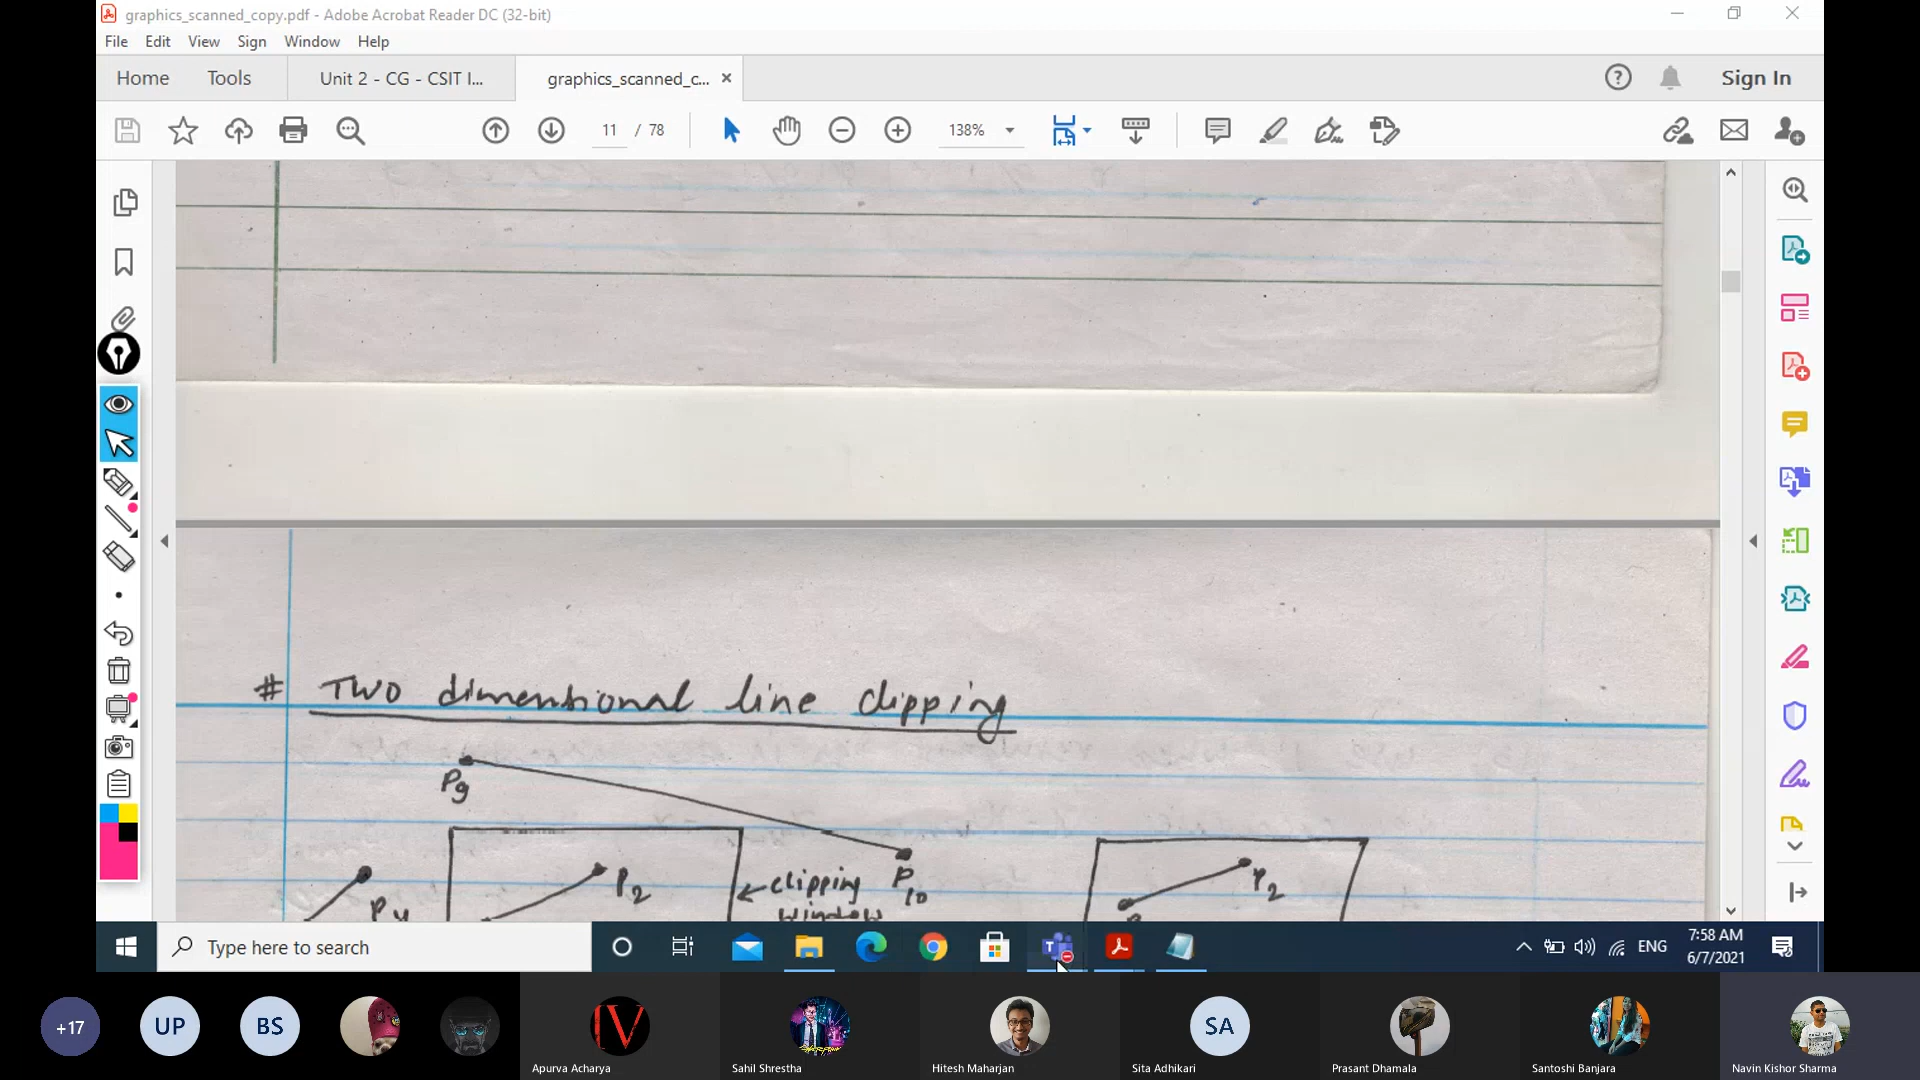 graphics_scanned_copy.pdf - Adobe Acrobat Reader DC (32-bit)
File Edit View Sign Window Help
Home Tools Unit 2 - CG - CSIT I... graphics_scanned_c... Sign In
11 / 78 138%
# Two dimentional line clipping
P9
P2
P4
clipping
window
P10
P2
Type here to search
ENG
7:58 AM
6/7/2021
+17 UP BS SA
Apurva Acharya Sahil Shrestha Hitesh Maharjan Sita Adhikari Prasant Dhamala Santoshi Banjara Navin Kishor Sharma